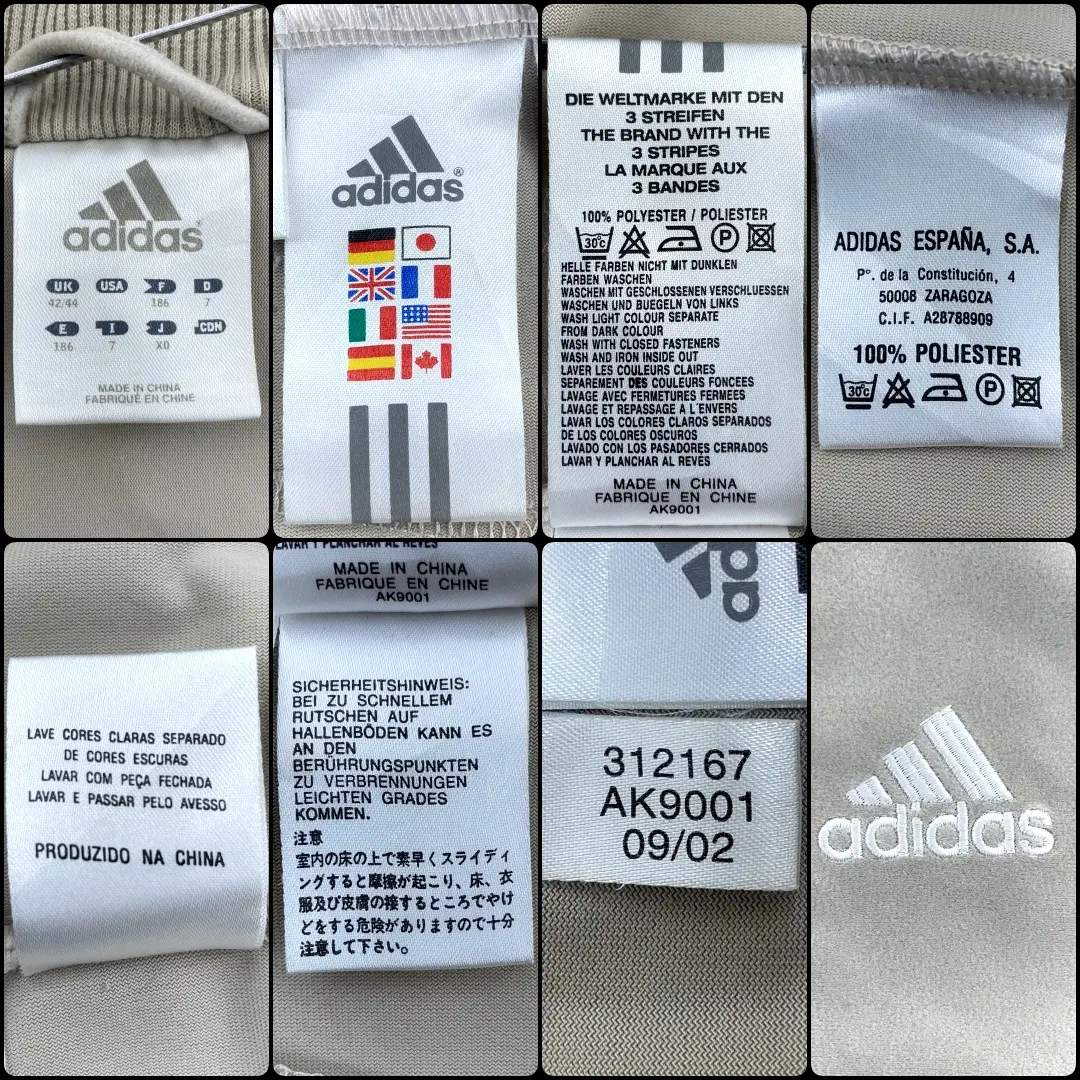 adidas
UK USA F D
42/44 186 7
E I J CDN
186 7 XO
MADE IN CHINA
FABRIQUÉ EN CHINE
adidas®
DIE WELTMARKE MIT DEN
3 STREIFEN
THE BRAND WITH THE
3 STRIPES
LA MARQUE AUX
3 BANDES
100% POLYESTER / POLIESTER
30°C P
HELLE FARBEN NICHT MIT DUNKLEN
FARBEN WASCHEN
WASCHEN MIT GESCHLOSSENEN VERSCHLUESSEN
WASCHEN UND BUEGELN VON LINKS
WASH LIGHT COLOUR SEPARATE
FROM DARK COLOUR
WASH WITH CLOSED FASTENERS
WASH AND IRON INSIDE OUT
LAVER LES COULEURS CLAIRES
SEPAREMENT DES COULEURS FONCEES
LAVAGE AVEC FERMETURES FERMEES
LAVAGE ET REPASSAGE A L'ENVERS
LAVAR LOS COLORES CLAROS SEPARADOS
DE LOS COLORES OSCUROS
LAVADO CON LOS PASADORES CERRADOS
LAVAR Y PLANCHAR AL REVÉS
MADE IN CHINA
FABRIQUE EN CHINE
AK9001
ADIDAS ESPAÑA, S.A.
Pº. de la Constitución, 4
50008 ZARAGOZA
C.I.F. A28788909
100% POLIESTER
30°C P
LAVE CORES CLARAS SEPARADO
DE CORES ESCURAS
LAVAR COM PEÇA FECHADA
LAVAR E PASSAR PELO AVESSO
PRODUZIDO NA CHINA
LAVAR Y PLANCHAR AL REVÉS
MADE IN CHINA
FABRIQUE EN CHINE
AK9001
SICHERHEITSHINWEIS:
BEI ZU SCHNELLEM
RUTSCHEN AUF
HALLENBÖDEN KANN ES
AN DEN
BERÜHRUNGSPUNKTEN
ZU VERBRENNUNGEN
LEICHTEN GRADES
KOMMEN.
注意
室内の床の上で素早くスライディ
ングすると摩擦が起こり、床、衣
服及び皮膚の接するところでやけ
どをする危険がありますので十分
注意して下さい。
ad
312167
AK9001
09/02
adidas